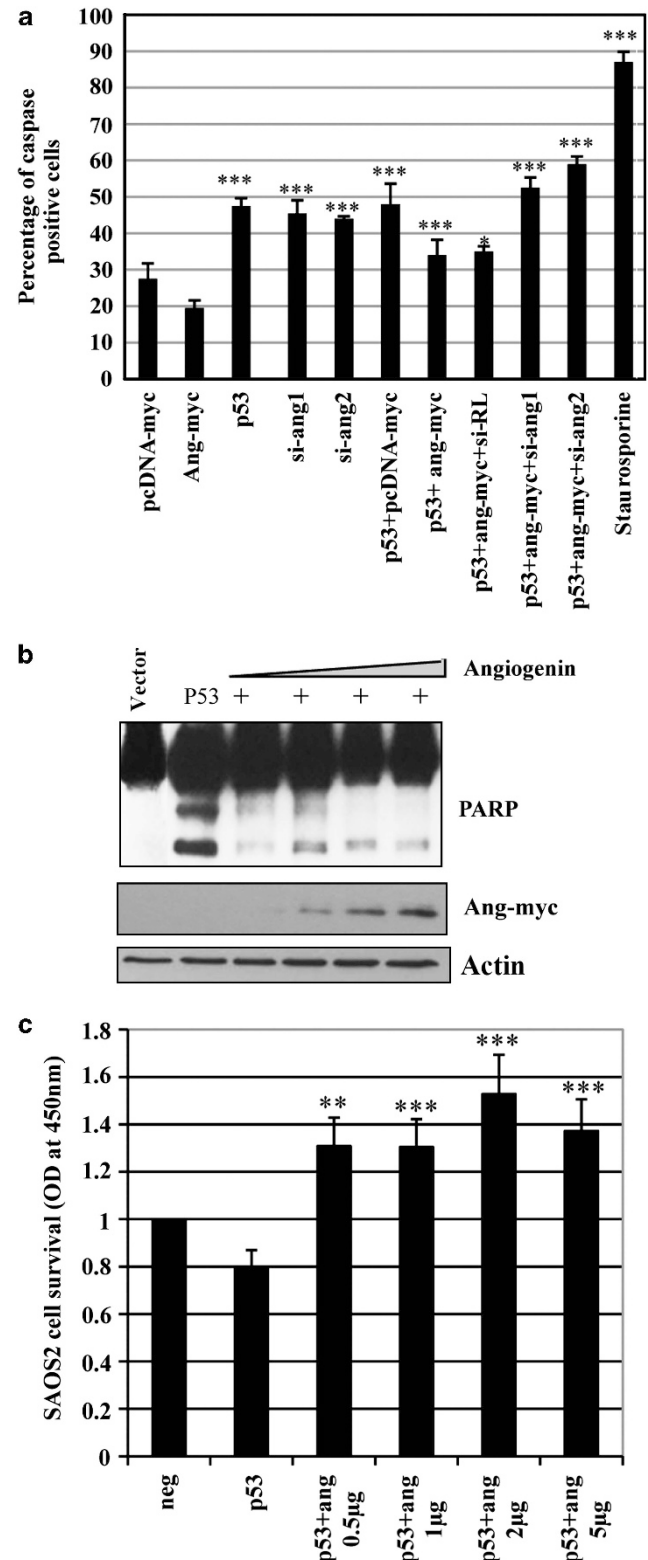 a
Percentage of caspase
positive cells
100
90
80
70
60
50
40
30
20
10
0
***
***
***
***
***
*
***
***
***
pcDNA-myc
Ang-myc
p53
si-ang1
si-ang2
p53+pcDNA-myc
p53+ ang-myc
p53+ang-myc+si-RL
p53+ang-myc+si-ang1
p53+ang-myc+si-ang2
Staurosporine
b
Vector
P53
+ + + +
Angiogenin
PARP
Ang-myc
Actin
c
SAOS2 cell survival (OD at 450nm)
1.8
1.6
1.4
1.2
1
0.8
0.6
0.4
0.2
0
**
***
***
***
neg
p53
p53+ang
0.5µg
p53+ang
1µg
p53+ang
2µg
p53+ang
5µg